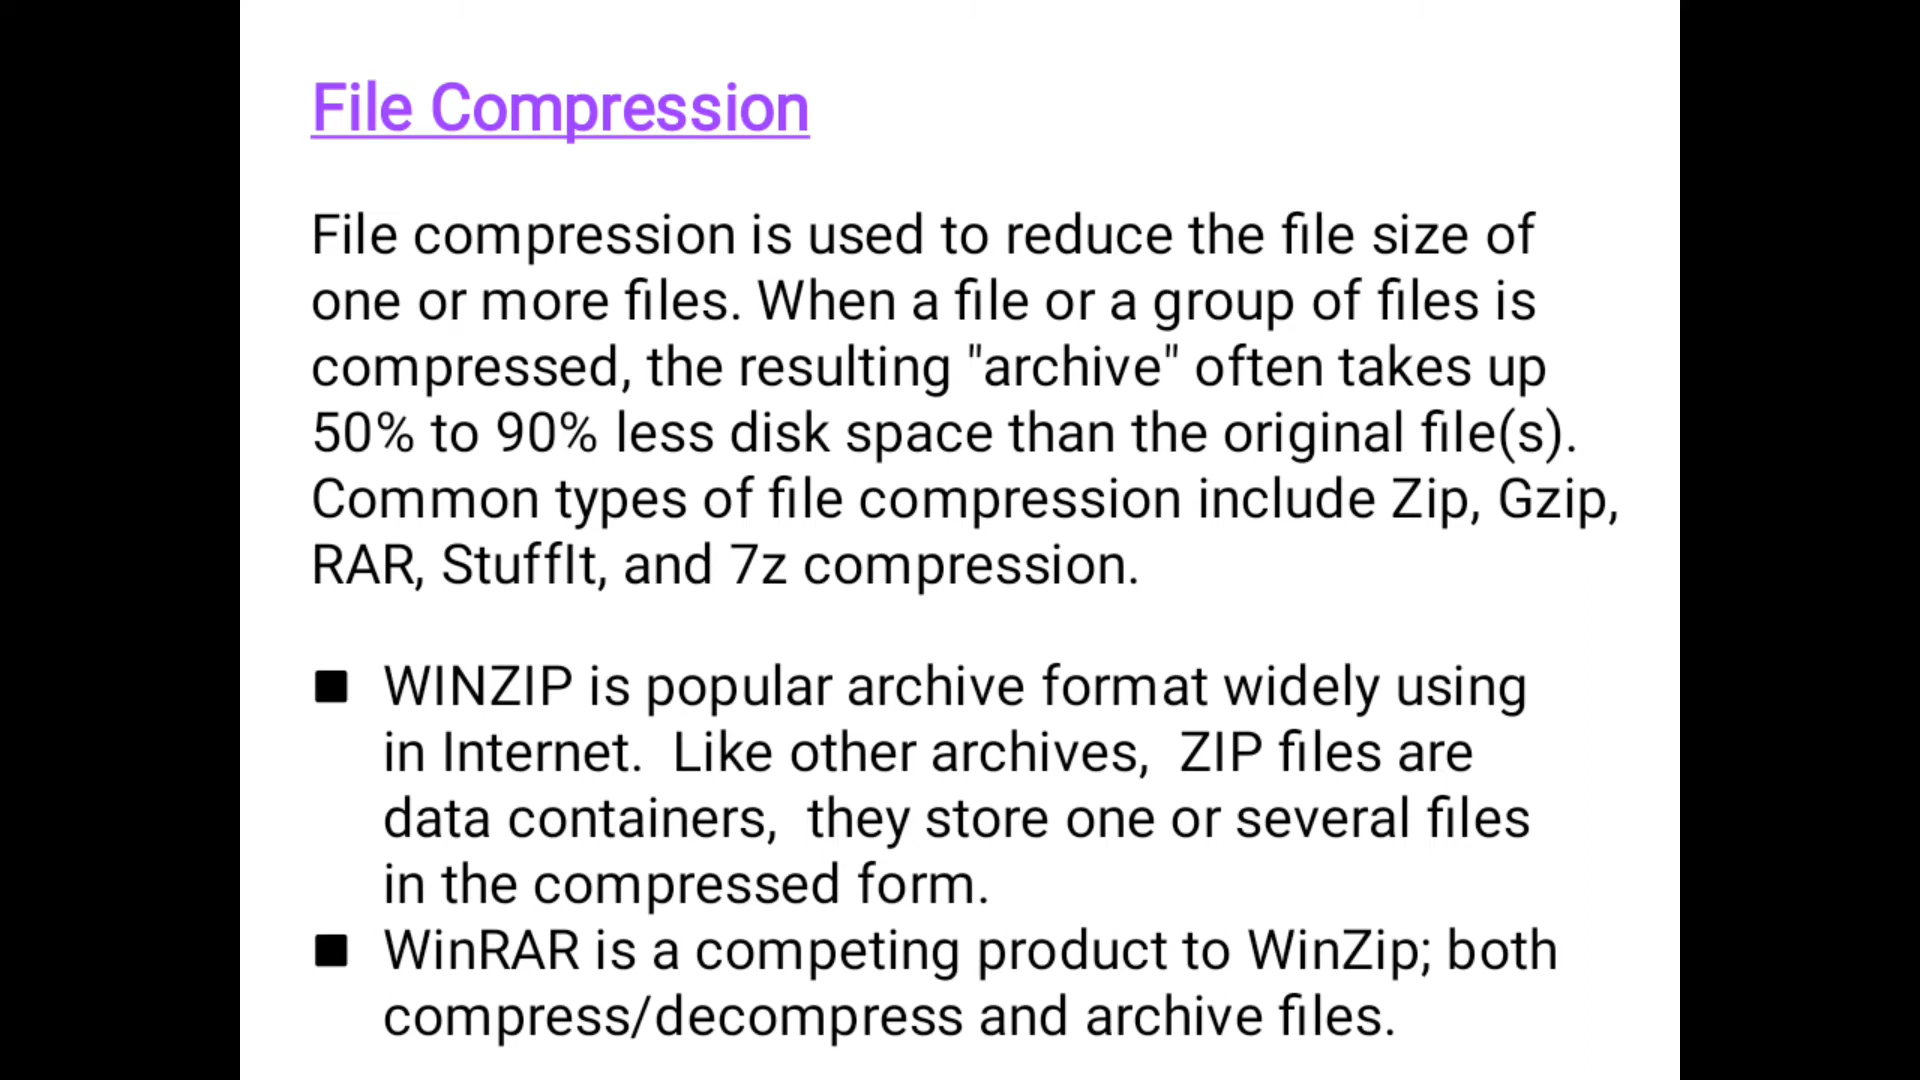 File Compression
File compression is used to reduce the file size of
one or more files. When a file or a group of files is
compressed, the resulting "archive" often takes up
50% to 90% less disk space than the original file(s).
Common types of file compression include Zip, Gzip,
RAR, StuffIt, and 7z compression.
■ WINZIP is popular archive format widely using
in Internet.  Like other archives,  ZIP files are
data containers,  they store one or several files
in the compressed form.
■ WinRAR is a competing product to WinZip; both
compress/decompress and archive files.